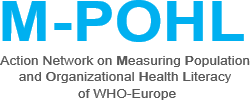 M-POHL
Action Network on Measuring Population
and Organizational Health Literacy
of WHO-Europe